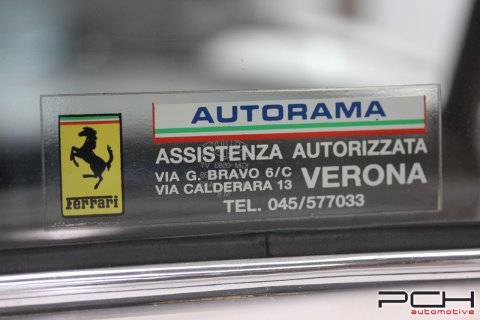 AUTORAMA
Ferrari
ASSISTENZA AUTORIZZATA
VIA G. BRAVO 6/C
VIA CALDERARA 13 VERONA
TEL. 045/577033
PCH
automotive